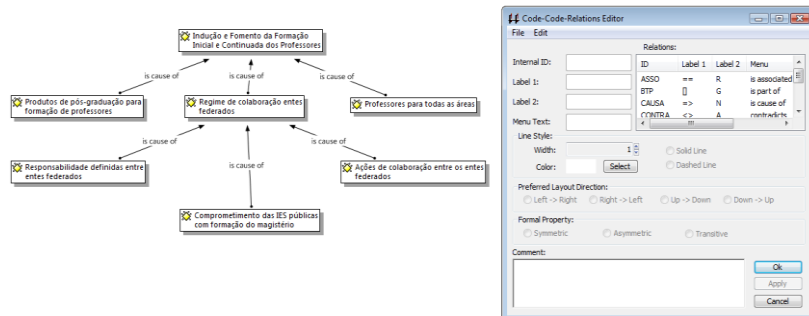 Indução e Fomento da Formação
Inicial e Continuada dos Professores
is cause of
is cause of
is cause of
Produtos de pós-graduação para
formação de professores
Regime de colaboração entes
federados
Professores para todas as áreas
is cause of
is cause of
is cause of
Responsabilidade definidas entre
entes federados
Ações de colaboração entre os entes
federados
Comprometimento das IES públicas
com formação do magistério
Code-Code-Relations Editor
File Edit
Relations:
Internal ID:
Label 1:
Label 2:
Menu Text:
ID Label 1 Label 2 Menu
ASSO == R is associated
BTP [] G is part of
CAUSA => N is cause of
CONTRA <> A contradicts
Line Style:
Width: 1
Solid Line
Color: Select
Dashed Line
Preferred Layout Direction:
Left -> Right Right -> Left Up -> Down Down -> Up
Formal Property:
Symmetric Asymmetric Transitive
Comment:
Ok
Apply
Cancel